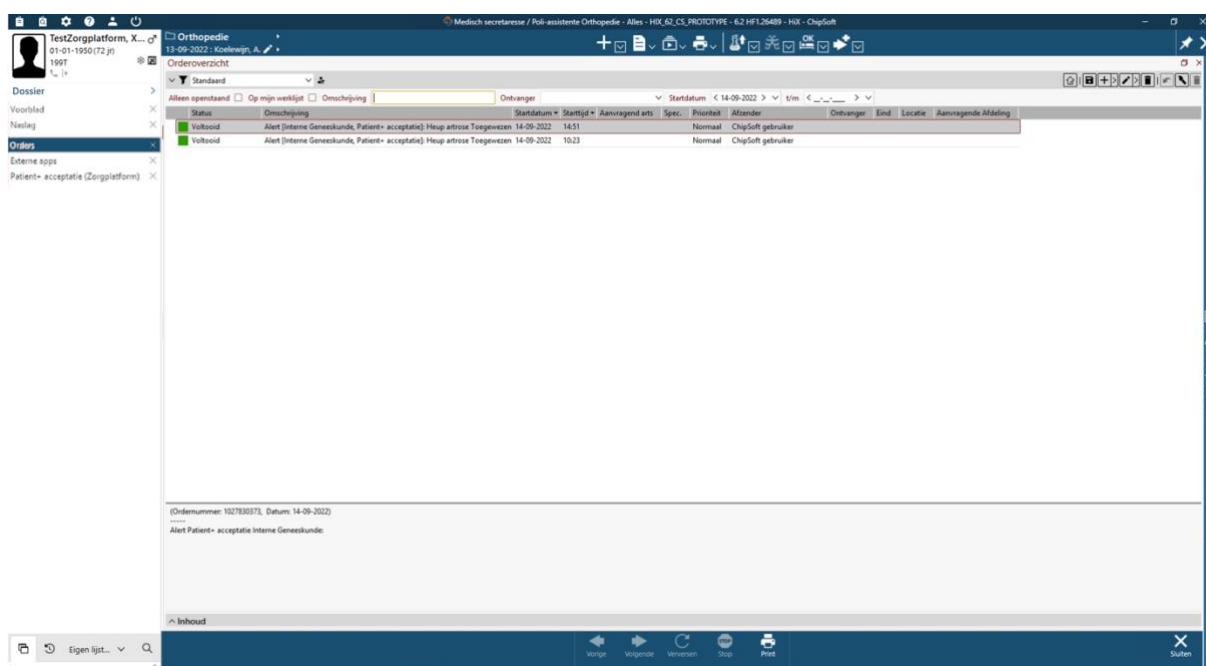 Medisch secretaresse / Poli-assistente Orthopedie - Alles - HIX_62_CS_PROTOTYPE - 6.2 HF1.26489 - HiX - ChipSoft
TestZorgplatform, X...
01-01-1950 (72 jr)
199T
Orthopedie
13-09-2022 : Koelewijn, A.
Dossier
Voorblad
Naslag
Orders
Externe apps
Patient+ acceptatie (Zorgplatform)
Orderoverzicht
Standaard
Alleen openstaand Op mijn werklijst Omschrijving Ontvanger Startdatum < 14-09-2022 > t/m < __-__-____ >
Status Omschrijving Startdatum Starttijd Aanvragend arts Spec. Prioriteit Afzender Ontvanger Eind Locatie Aanvragende Afdeling
Voltooid Alert [Interne Geneeskunde, Patient+ acceptatie]: Heup artrose Toegewezen 14-09-2022 14:51 Normaal ChipSoft gebruiker
Voltooid Alert [Interne Geneeskunde, Patient+ acceptatie]: Heup artrose Toegewezen 14-09-2022 10:23 Normaal ChipSoft gebruiker
(Ordernummer: 1027830373, Datum: 14-09-2022)
-----
Alert Patient+ acceptatie Interne Geneeskunde:
Inhoud
Eigen lijst...
Vorige Volgende Verversen Stop Print Sluiten